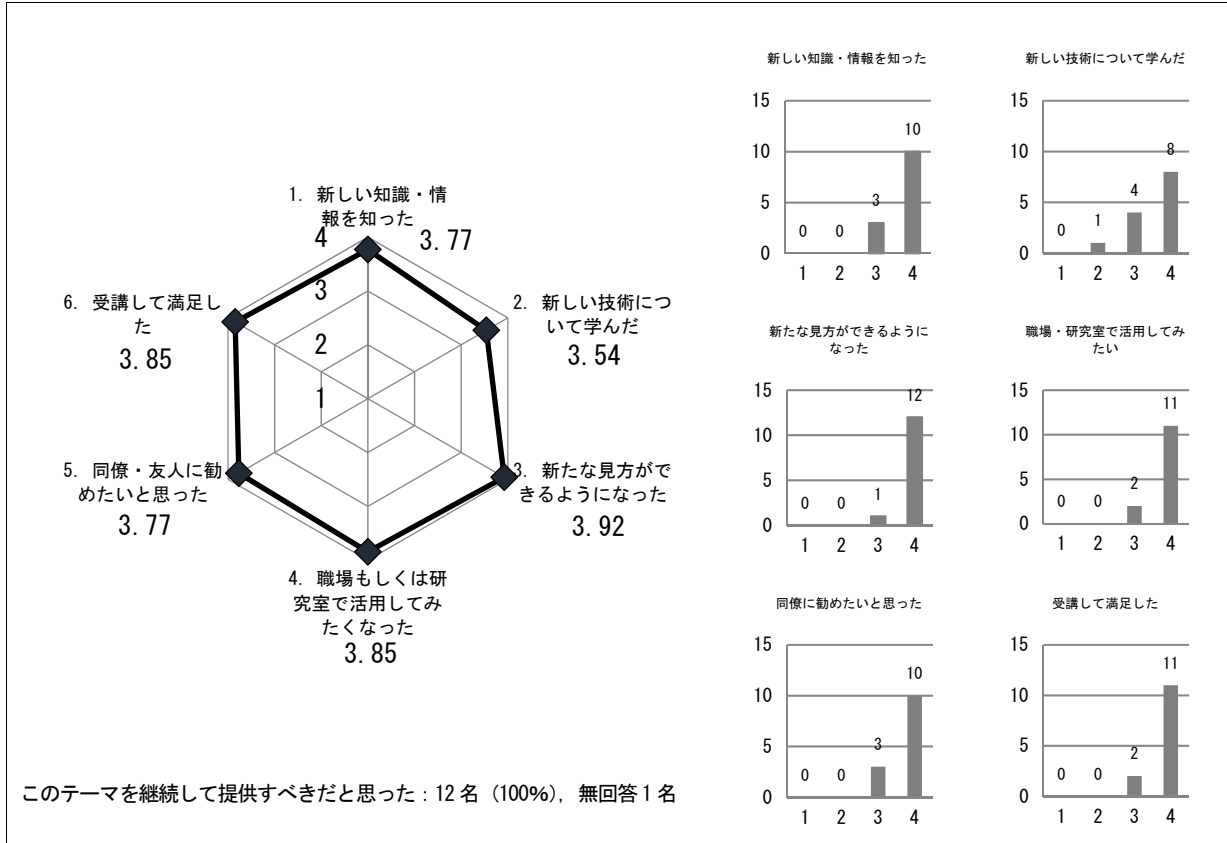 1. 新しい知識・情
報を知った
3.77
4
3
2
1
2. 新しい技術につ
いて学んだ
3.54
3. 新たな見方がで
きるようになった
3.92
4. 職場もしくは研
究室で活用してみ
たくなった
3.85
5. 同僚・友人に勧
めたいと思った
3.77
6. 受講して満足し
た
3.85
このテーマを継続して提供すべきだと思った：12名（100%），無回答1名
新しい知識・情報を知った
15
10
5
0
0 0 3 10
1 2 3 4
新しい技術について学んだ
15
10
5
0
0 1 4 8
1 2 3 4
新たな見方ができるように
なった
15
10
5
0
0 0 1 12
1 2 3 4
職場・研究室で活用してみ
たい
15
10
5
0
0 0 2 11
1 2 3 4
同僚に勧めたいと思った
15
10
5
0
0 0 3 10
1 2 3 4
受講して満足した
15
10
5
0
0 0 2 11
1 2 3 4